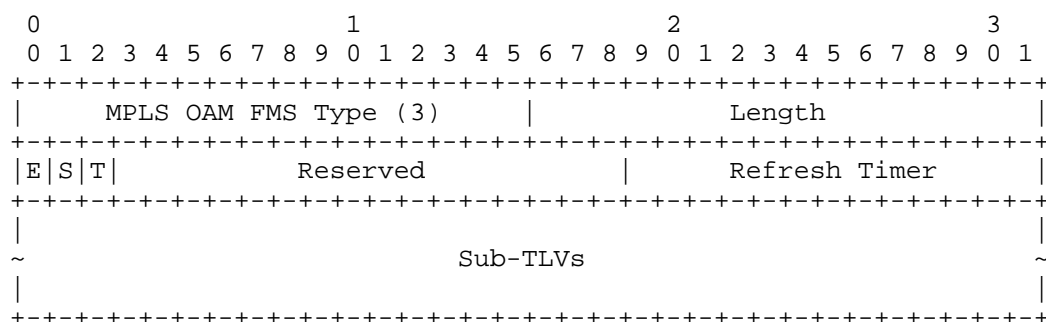 0                   1                   2                   3
 0 1 2 3 4 5 6 7 8 9 0 1 2 3 4 5 6 7 8 9 0 1 2 3 4 5 6 7 8 9 0 1
+-+-+-+-+-+-+-+-+-+-+-+-+-+-+-+-+-+-+-+-+-+-+-+-+-+-+-+-+-+-+-+-+
|     MPLS OAM FMS Type (3)     |            Length             |
+-+-+-+-+-+-+-+-+-+-+-+-+-+-+-+-+-+-+-+-+-+-+-+-+-+-+-+-+-+-+-+-+
|E|S|T|           Reserved            |      Refresh Timer      |
+-+-+-+-+-+-+-+-+-+-+-+-+-+-+-+-+-+-+-+-+-+-+-+-+-+-+-+-+-+-+-+-+
|                                                               |
~                           Sub-TLVs                            ~
|                                                               |
+-+-+-+-+-+-+-+-+-+-+-+-+-+-+-+-+-+-+-+-+-+-+-+-+-+-+-+-+-+-+-+-+